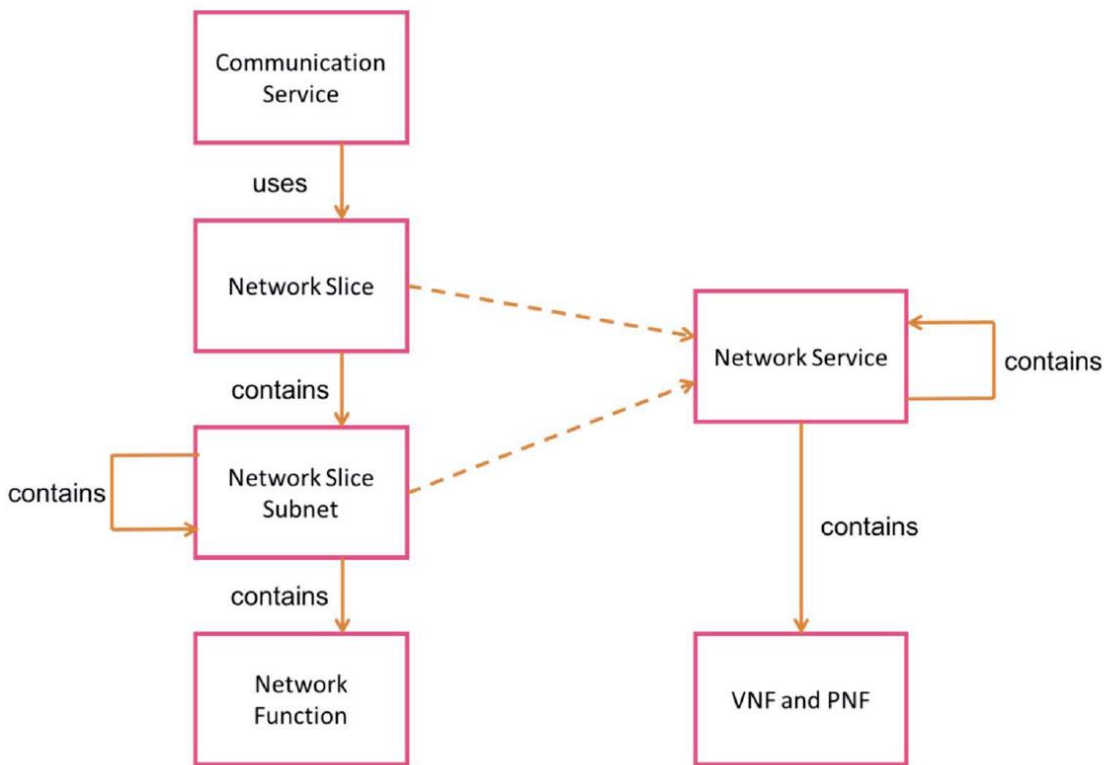 Communication
Service
uses
Network Slice
Network Service
contains
contains
Network Slice
Subnet
contains
contains
contains
Network
Function
VNF and PNF